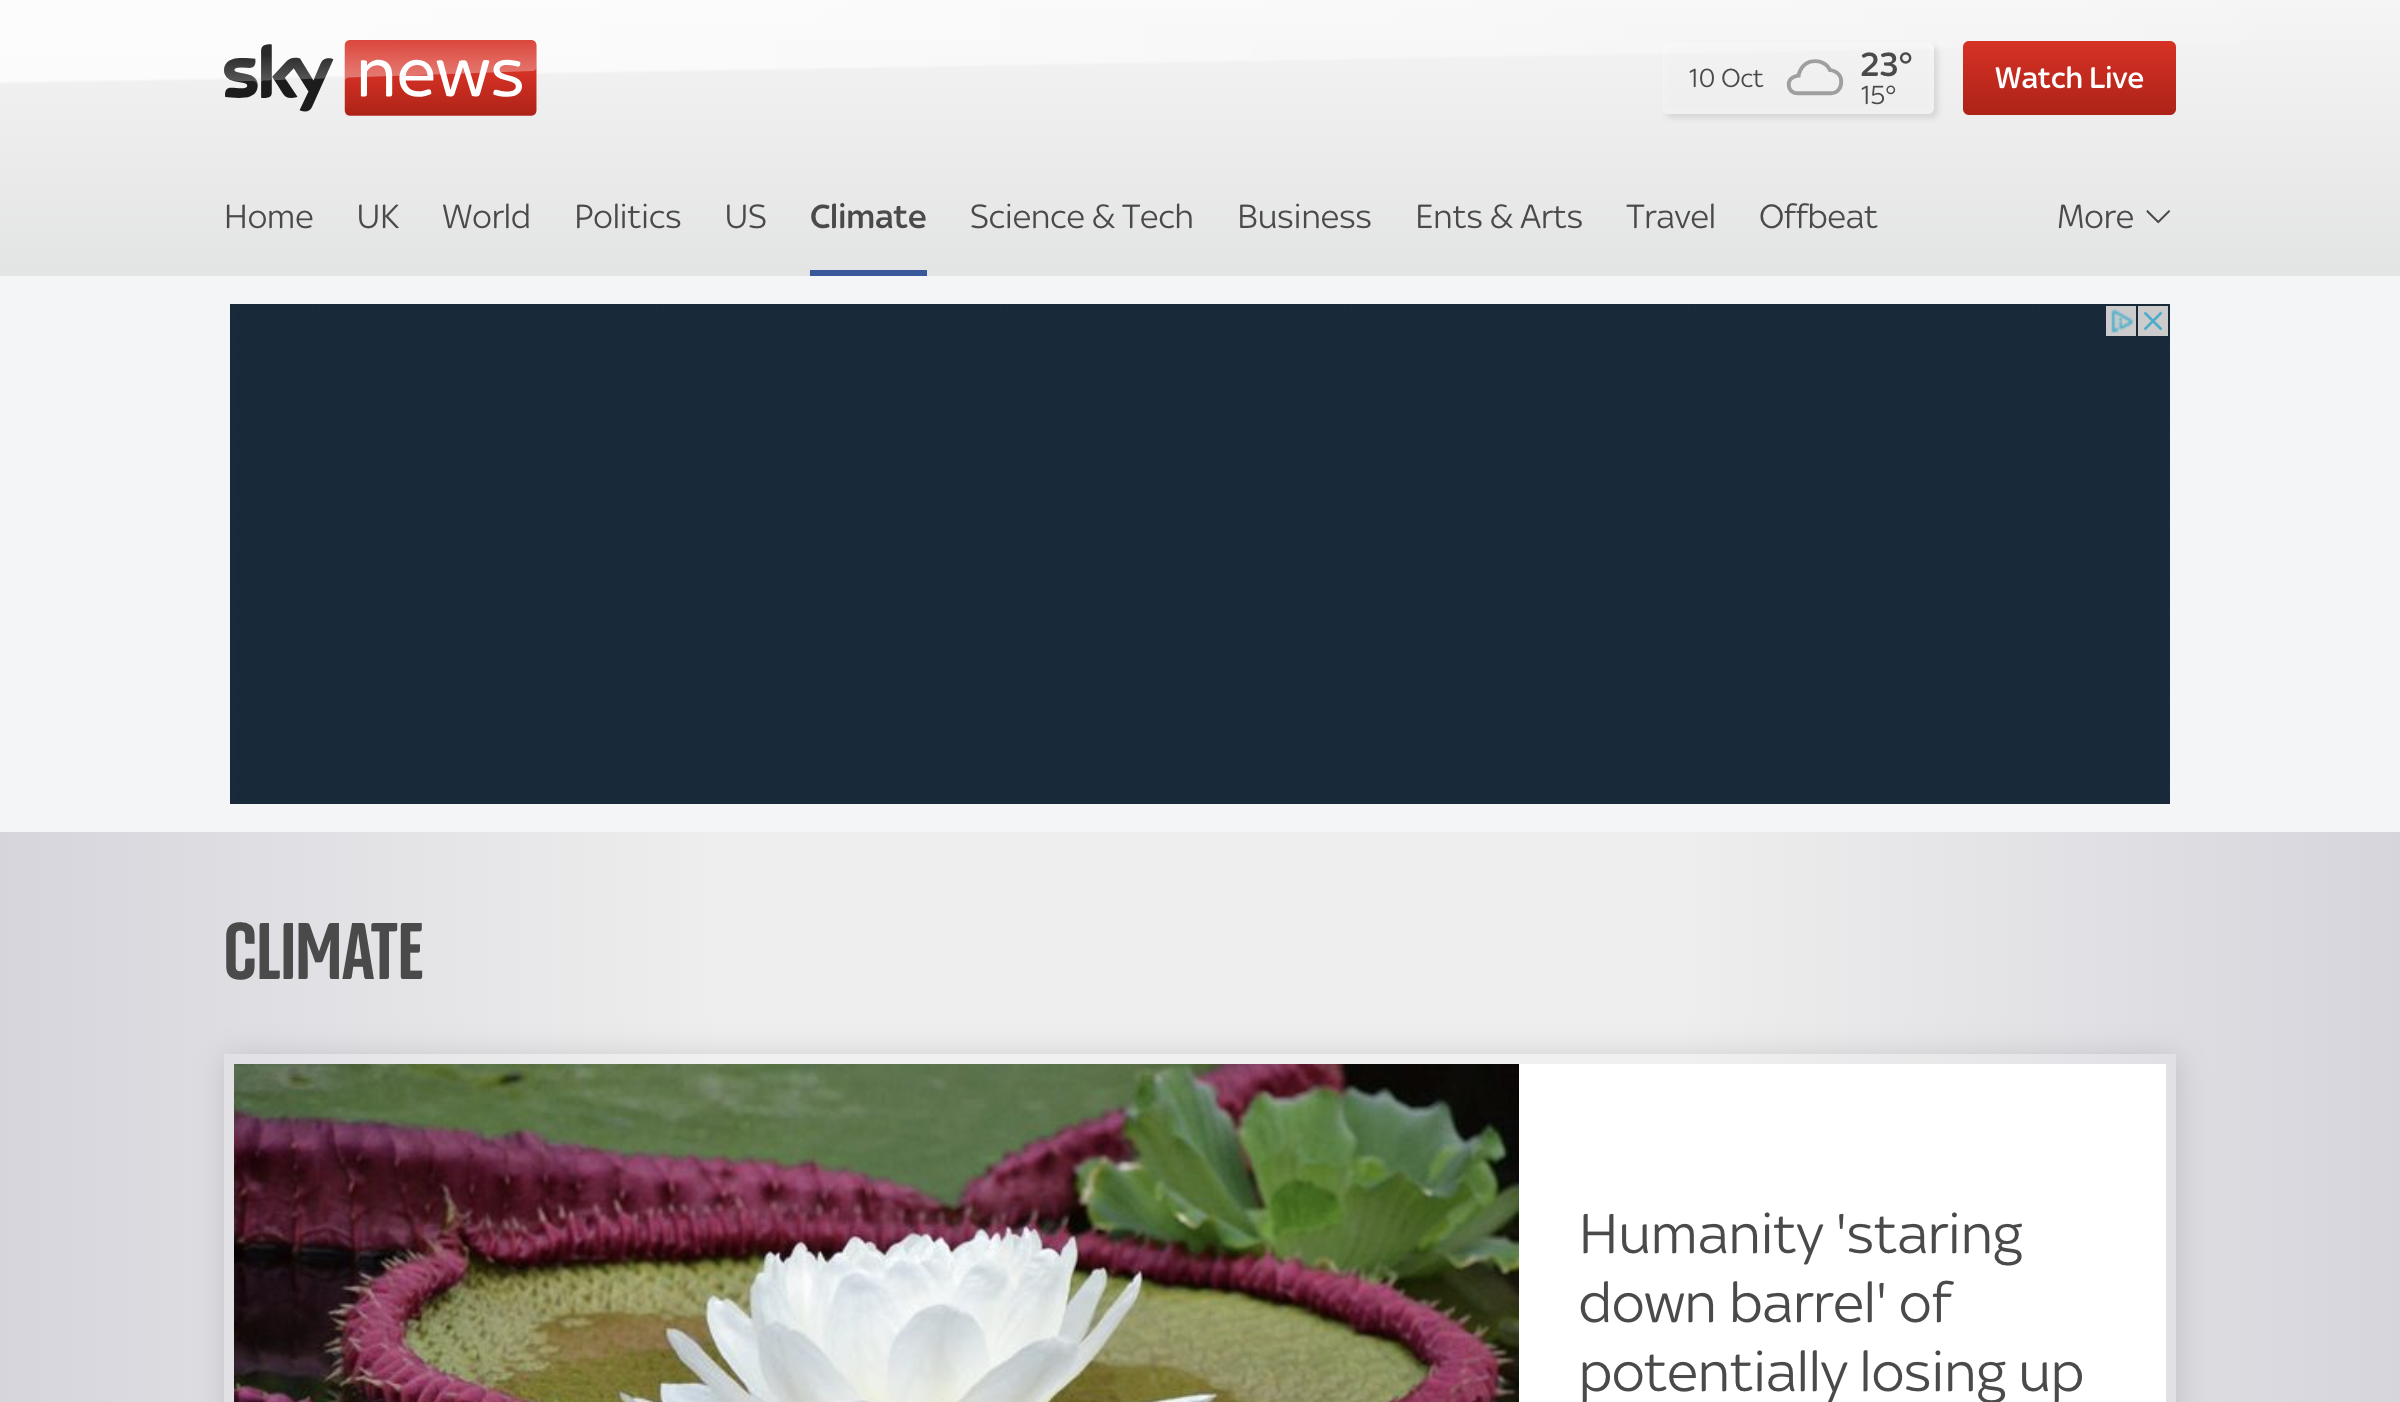 sky news
10 Oct
23°
15°
Watch Live
Home UK World Politics US Climate Science & Tech Business Ents & Arts Travel Offbeat More
CLIMATE
Humanity 'staring
down barrel' of
potentially losing up